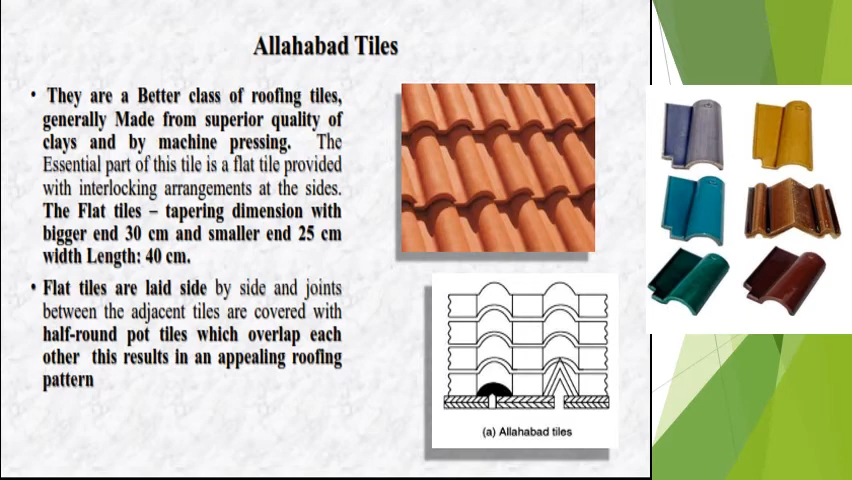 Allahabad Tiles
• They are a Better class of roofing tiles,
generally Made from superior quality of
clays and by machine pressing. The
Essential part of this tile is a flat tile provided
with interlocking arrangements at the sides.
The Flat tiles – tapering dimension with
bigger end 30 cm and smaller end 25 cm
width Length: 40 cm.
• Flat tiles are laid side by side and joints
between the adjacent tiles are covered with
half-round pot tiles which overlap each
other this results in an appealing roofing
pattern
(a) Allahabad tiles